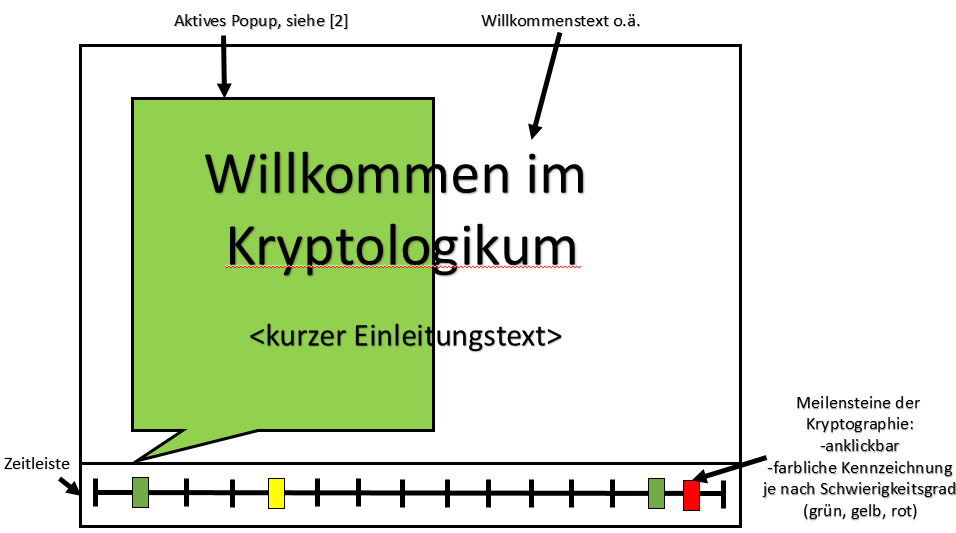 Aktives Popup, siehe [2]
Willkommenstext o.ä.
Willkommen im
Kryptologikum
<kurzer Einleitungstext>
Meilensteine der
Kryptographie:
-anklickbar
-farbliche Kennzeichnung
je nach Schwierigkeitsgrad
(grün, gelb, rot)
Zeitleiste